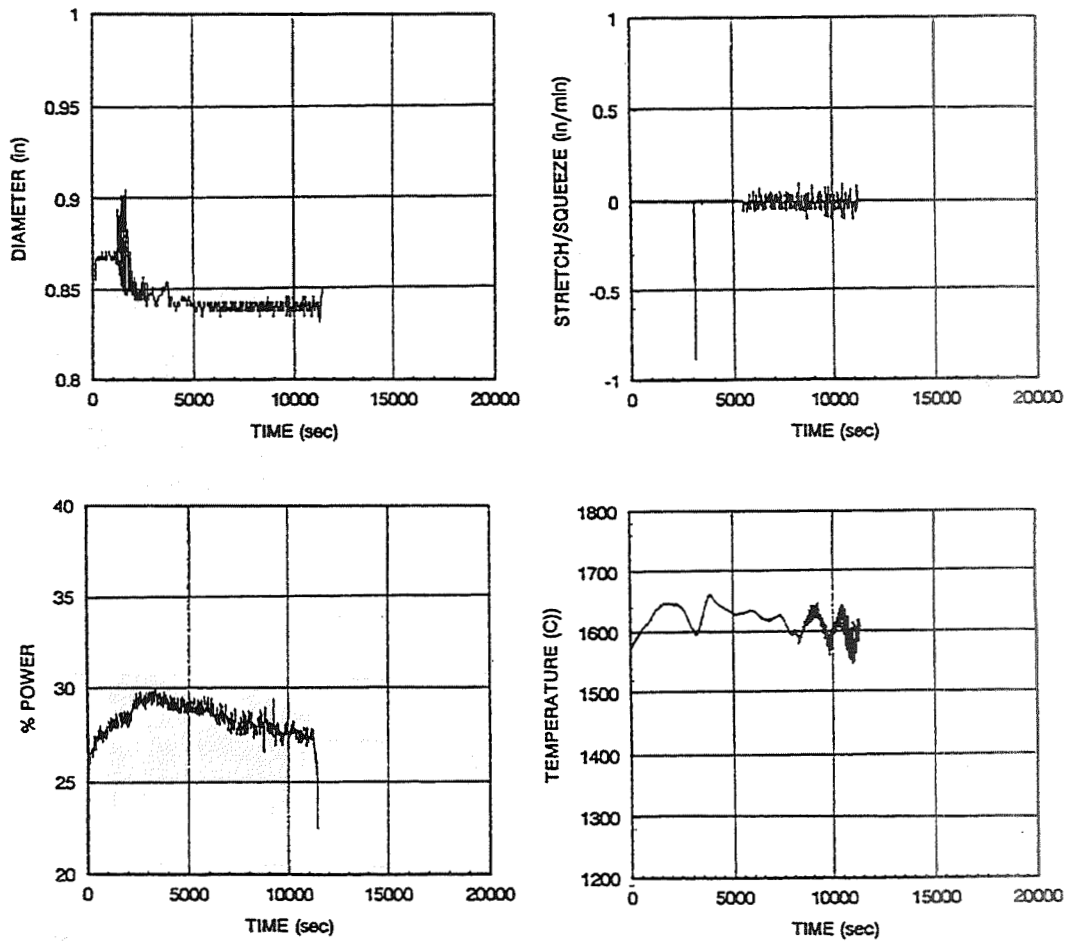 1
0.95
0.9
0.85
0.8
DIAMETER (in)
0 5000 10000 15000 20000
TIME (sec)
1
0.5
0
-0.5
-1
STRETCH/SQUEEZE (in/min)
0 5000 10000 15000 20000
TIME (sec)
40
35
30
25
20
% POWER
0 5000 10000 15000 20000
TIME (sec)
1800
1700
1600
1500
1400
1300
1200
TEMPERATURE (C))
0 5000 10000 15000 20000
TIME (sec)